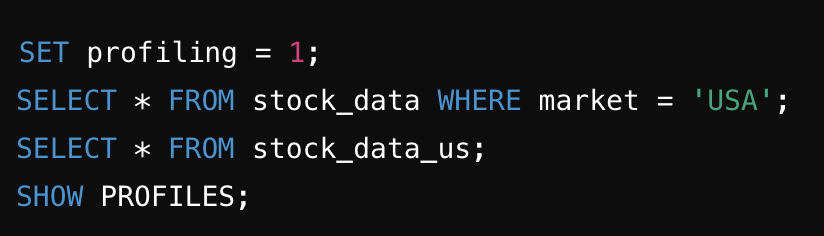 SET profiling = 1;
SELECT * FROM stock_data WHERE market = 'USA';
SELECT * FROM stock_data_us;
SHOW PROFILES;